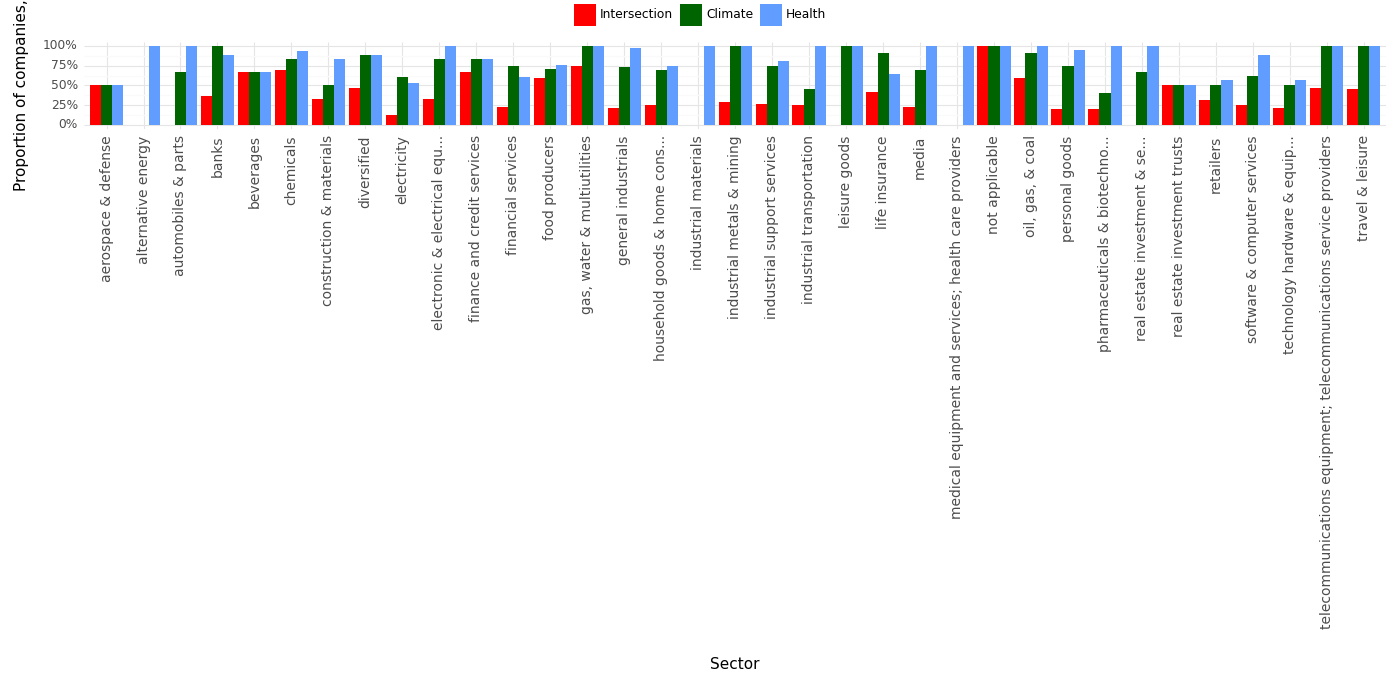 Intersection Climate Health
Proportion of companies,
100%
75%
50%
25%
0%
aerospace & defense
alternative energy
automobiles & parts
banks
beverages
chemicals
construction & materials
diversified
electricity
electronic & electrical equ...
finance and credit services
financial services
food producers
gas, water & multiutilities
general industrials
household goods & home cons...
industrial materials
industrial metals & mining
industrial support services
industrial transportation
leisure goods
life insurance
media
medical equipment and services; health care providers
not applicable
oil, gas, & coal
personal goods
pharmaceuticals & biotechno...
real estate investment & se...
real estate investment trusts
retailers
software & computer services
technology hardware & equip...
telecommunications equipment; telecommunications service providers
travel & leisure
Sector